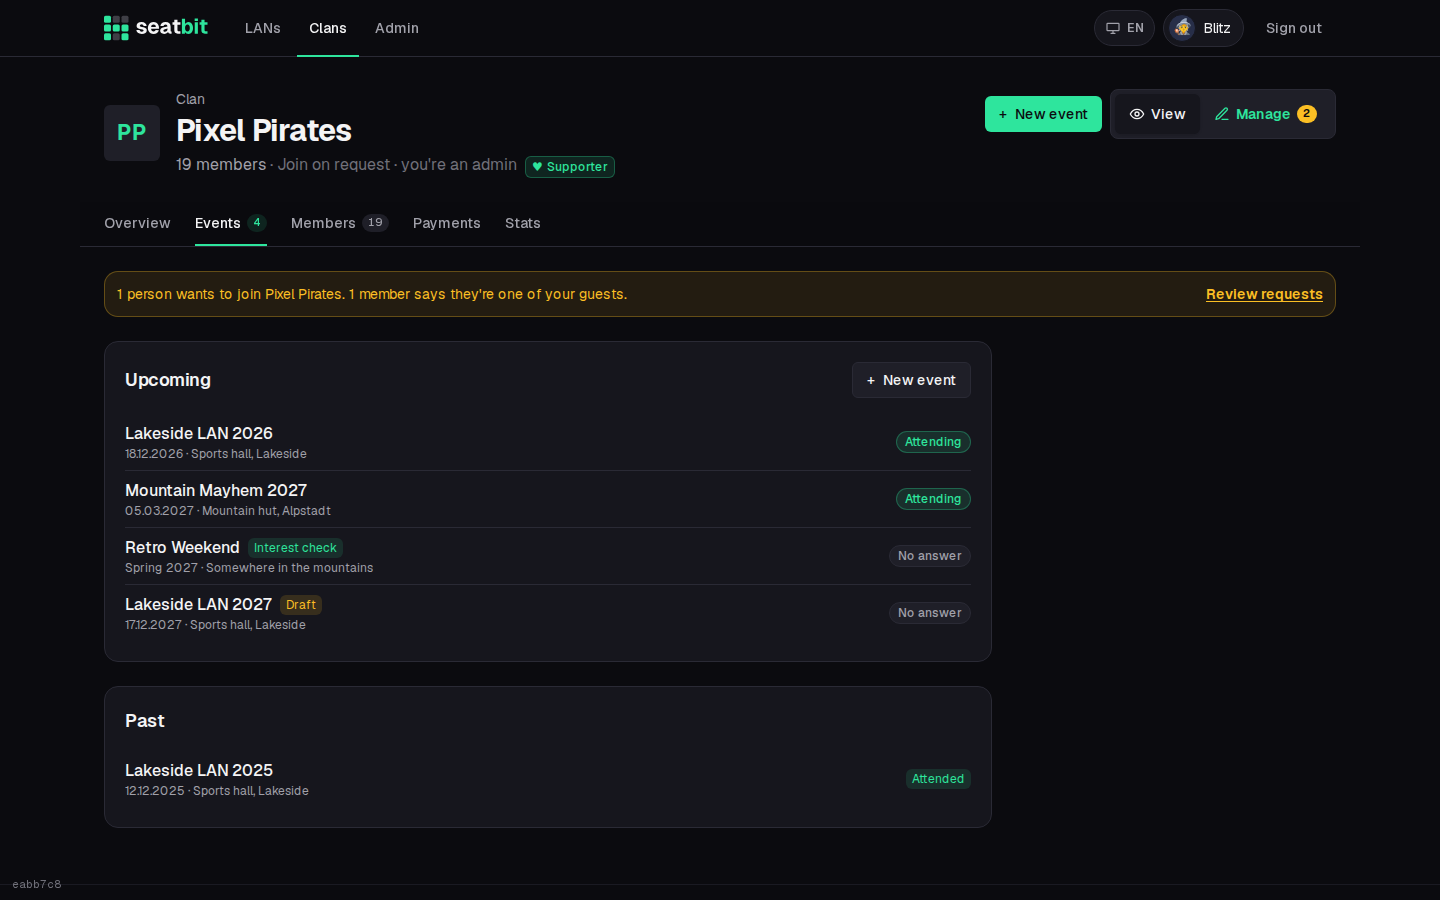 seatbit LANs Clans Admin EN Blitz Sign out
Clan
Pixel Pirates
19 members · Join on request · you're an admin ♥ Supporter
PP
+ New event View Manage 2
Overview Events 4 Members 19 Payments Stats
1 person wants to join Pixel Pirates. 1 member says they're one of your guests. Review requests
Upcoming + New event
Lakeside LAN 2026
18.12.2026 · Sports hall, Lakeside
Attending
Mountain Mayhem 2027
05.03.2027 · Mountain hut, Alpstadt
Attending
Retro Weekend Interest check
Spring 2027 · Somewhere in the mountains
No answer
Lakeside LAN 2027 Draft
17.12.2027 · Sports hall, Lakeside
No answer
Past
Lakeside LAN 2025
12.12.2025 · Sports hall, Lakeside
Attended
eabb7c8